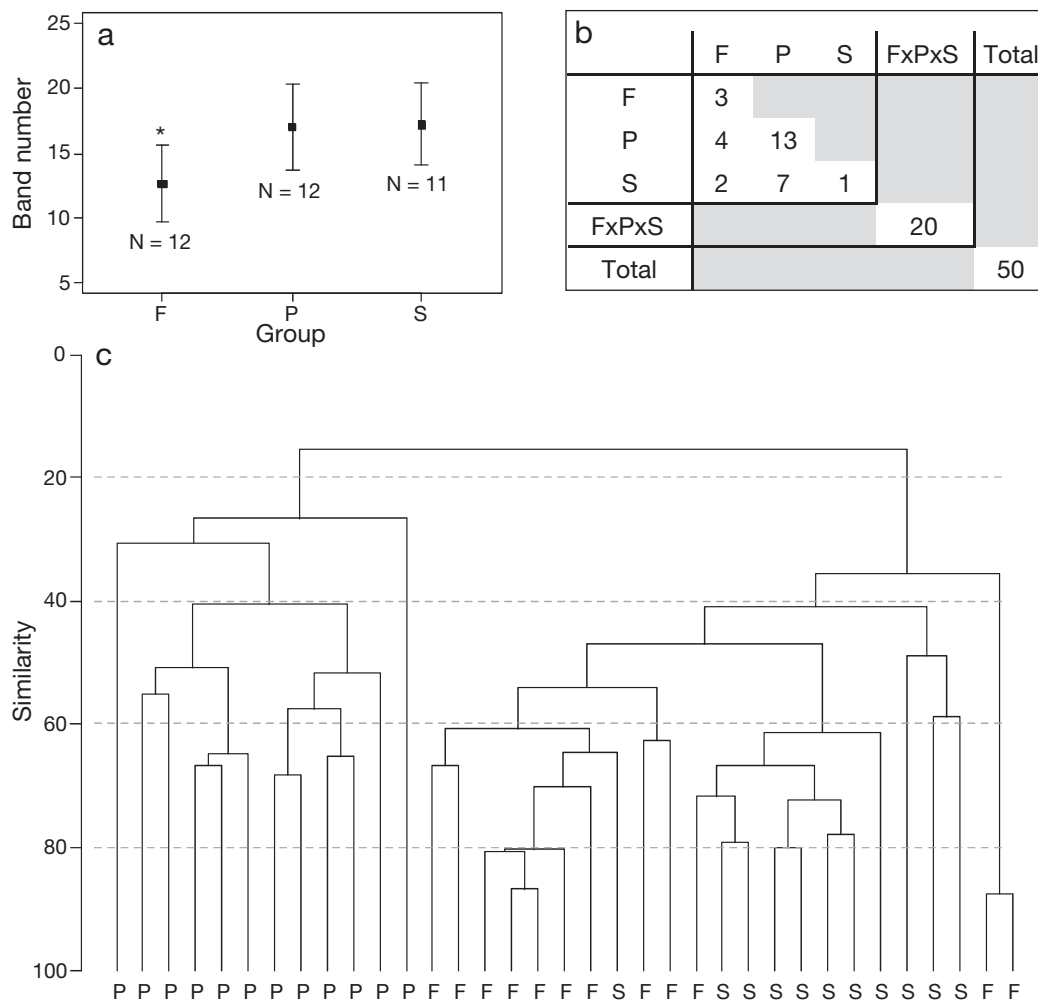 a
25
20
15
10
5
Band number
*
N = 12
N = 12
N = 11
F P S
Group
b
F P S FxPxS Total
F 3
P 4 13
S 2 7 1
FxPxS 20
Total 50
c
0
20
40
60
80
100
Similarity
P P P P P P P P P P P P F F F F F F F S F F F S S S S S S S S S S F F